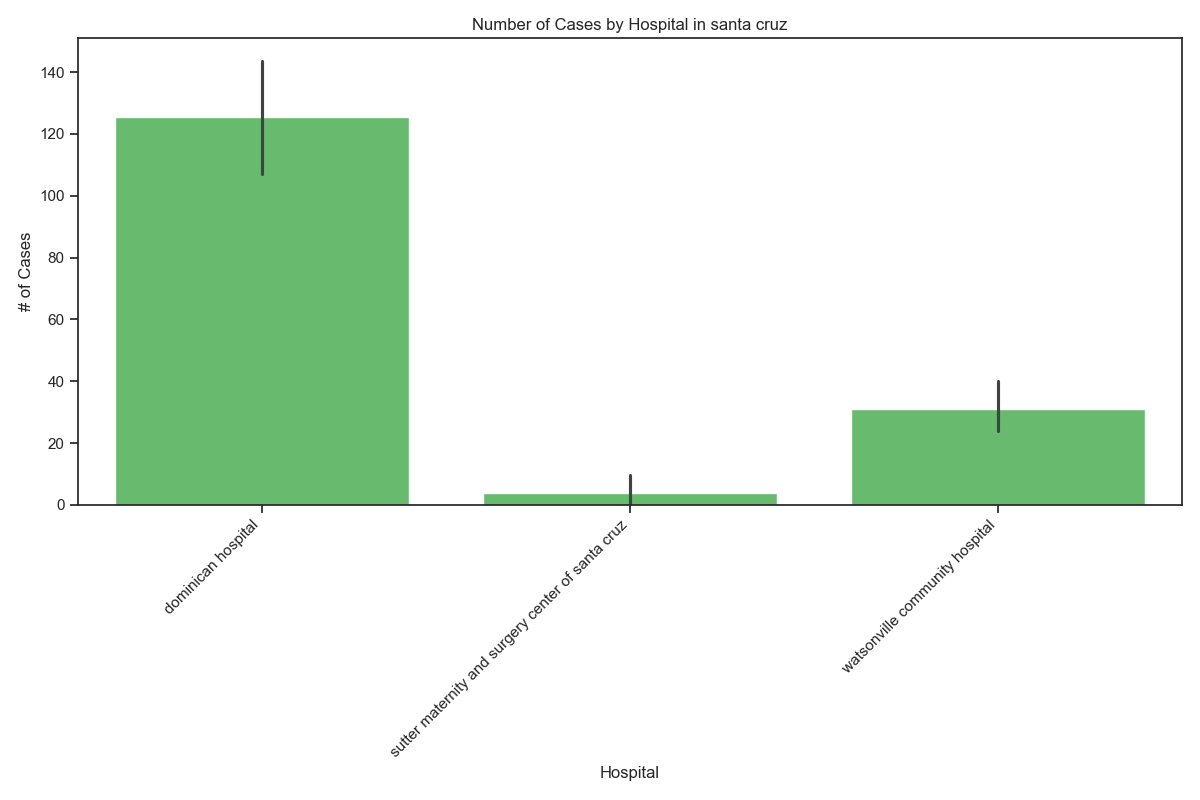 Number of Cases by Hospital in santa cruz
# of Cases
140
120
100
80
60
40
20
0
dominican hospital
sutter maternity and surgery center of santa cruz
watsonville community hospital
Hospital